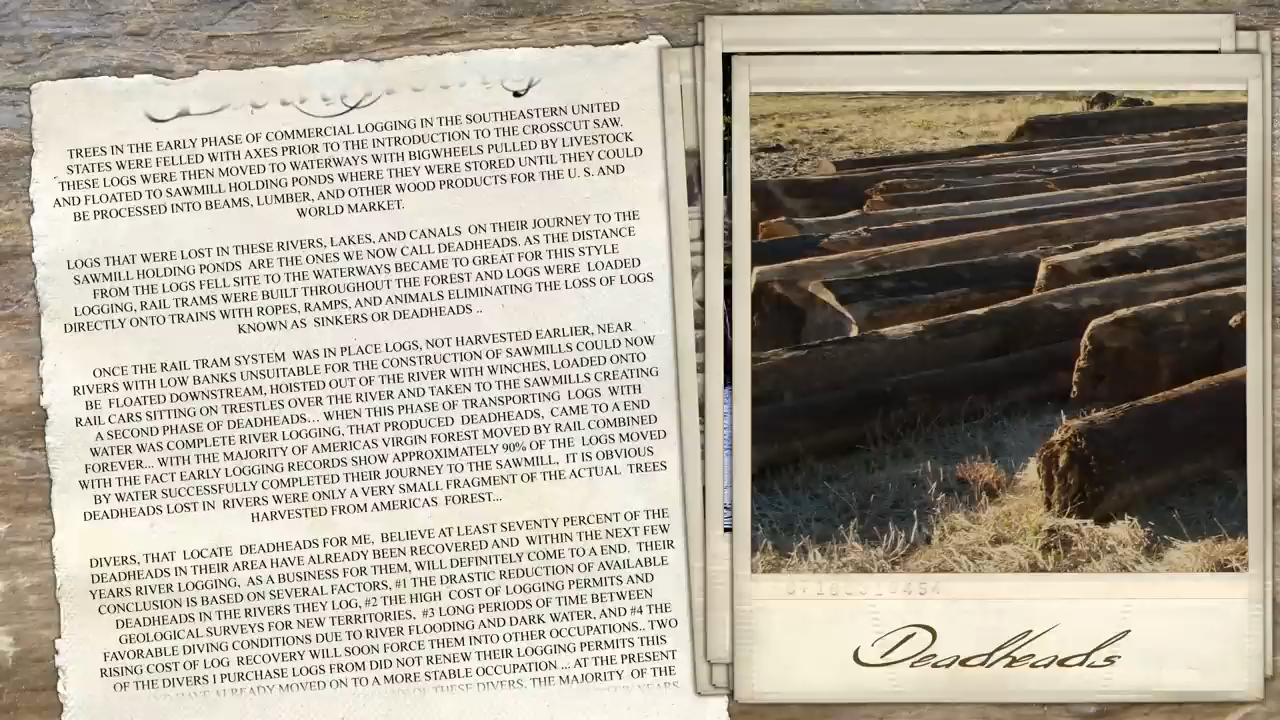 TREES IN THE EARLY PHASE OF COMMERCIAL LOGGING IN THE SOUTHEASTERN UNITED
STATES WERE FELLED WITH AXES PRIOR TO THE INTRODUCTION TO THE CROSSCUT SAW.
THESE LOGS WERE THEN MOVED TO WATERWAYS WITH BIGWHEELS PULLED BY LIVESTOCK
AND FLOATED TO SAWMILL HOLDING PONDS WHERE THEY WERE STORED UNTIL THEY COULD
BE PROCESSED INTO BEAMS, LUMBER, AND OTHER WOOD PRODUCTS FOR THE U. S. AND
WORLD MARKET.
LOGS THAT WERE LOST IN THESE RIVERS, LAKES, AND CANALS ON THEIR JOURNEY TO THE
SAWMILL HOLDING PONDS ARE THE ONES WE NOW CALL DEADHEADS. AS THE DISTANCE
FROM THE LOGS FELL SITE TO THE WATERWAYS BECAME TO GREAT FOR THIS STYLE
LOGGING, RAIL TRAMS WERE BUILT THROUGHOUT THE FOREST AND LOGS WERE LOADED
DIRECTLY ONTO TRAINS WITH ROPES, RAMPS, AND ANIMALS ELIMINATING THE LOSS OF LOGS
KNOWN AS SINKERS OR DEADHEADS ..
ONCE THE RAIL TRAM SYSTEM WAS IN PLACE LOGS, NOT HARVESTED EARLIER, NEAR
RIVERS WITH LOW BANKS UNSUITABLE FOR THE CONSTRUCTION OF SAWMILLS COULD NOW
BE FLOATED DOWNSTREAM, HOISTED OUT OF THE RIVER WITH WINCHES, LOADED ONTO
RAIL CARS SITTING ON TRESTLES OVER THE RIVER AND TAKEN TO THE SAWMILLS CREATING
A SECOND PHASE OF DEADHEADS... WHEN THIS PHASE OF TRANSPORTING LOGS WITH
WATER WAS COMPLETE RIVER LOGGING, THAT PRODUCED DEADHEADS, CAME TO A END
FOREVER... WITH THE MAJORITY OF AMERICAS VIRGIN FOREST MOVED BY RAIL COMBINED
WITH THE FACT EARLY LOGGING RECORDS SHOW APPROXIMATELY 90% OF THE LOGS MOVED
BY WATER SUCCESSFULLY COMPLETED THEIR JOURNEY TO THE SAWMILL, IT IS OBVIOUS
DEADHEADS LOST IN RIVERS WERE ONLY A VERY SMALL FRAGMENT OF THE ACTUAL TREES
HARVESTED FROM AMERICAS FOREST...
DIVERS, THAT LOCATE DEADHEADS FOR ME, BELIEVE AT LEAST SEVENTY PERCENT OF THE
DEADHEADS IN THEIR AREA HAVE ALREADY BEEN RECOVERED AND WITHIN THE NEXT FEW
YEARS RIVER LOGGING, AS A BUSINESS FOR THEM, WILL DEFINITELY COME TO A END. THEIR
CONCLUSION IS BASED ON SEVERAL FACTORS, #1 THE DRASTIC REDUCTION OF AVAILABLE
DEADHEADS IN THE RIVERS THEY LOG, #2 THE HIGH COST OF LOGGING PERMITS AND
GEOLOGICAL SURVEYS FOR NEW TERRITORIES, #3 LONG PERIODS OF TIME BETWEEN
FAVORABLE DIVING CONDITIONS DUE TO RIVER FLOODING AND DARK WATER, AND #4 THE
RISING COST OF LOG RECOVERY WILL SOON FORCE THEM INTO OTHER OCCUPATIONS.. TWO
OF THE DIVERS I PURCHASE LOGS FROM DID NOT RENEW THEIR LOGGING PERMITS THIS
AND HAVE ALREADY MOVED ON TO A MORE STABLE OCCUPATION ... AT THE PRESENT
OF THESE DIVERS, THE MAJORITY OF THE
YEARS
Deadheads